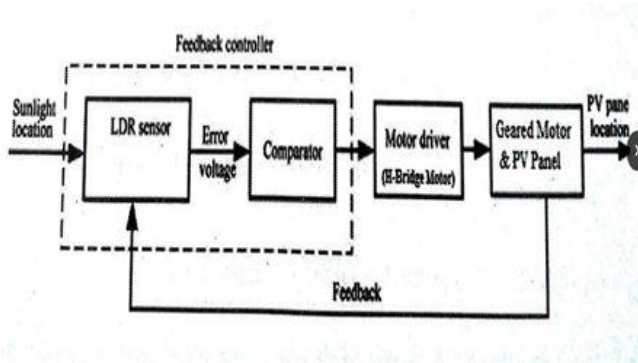 Feedback controller
Sunlight
location
LDR sensor
Error
voltage
Comparator
Motor driver
(H-Bridge Motor)
Geared Motor
& PV Panel
PV pane
location
Feedback